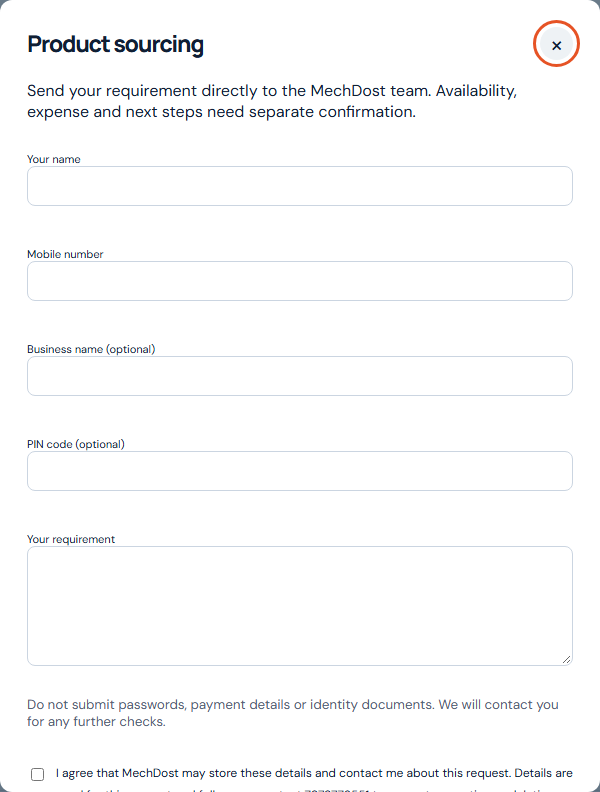 Product sourcing
×
Send your requirement directly to the MechDost team. Availability,
expense and next steps need separate confirmation.
Your name
Mobile number
Business name (optional)
PIN code (optional)
Your requirement
Do not submit passwords, payment details or identity documents. We will contact you
for any further checks.
I agree that MechDost may store these details and contact me about this request. Details are